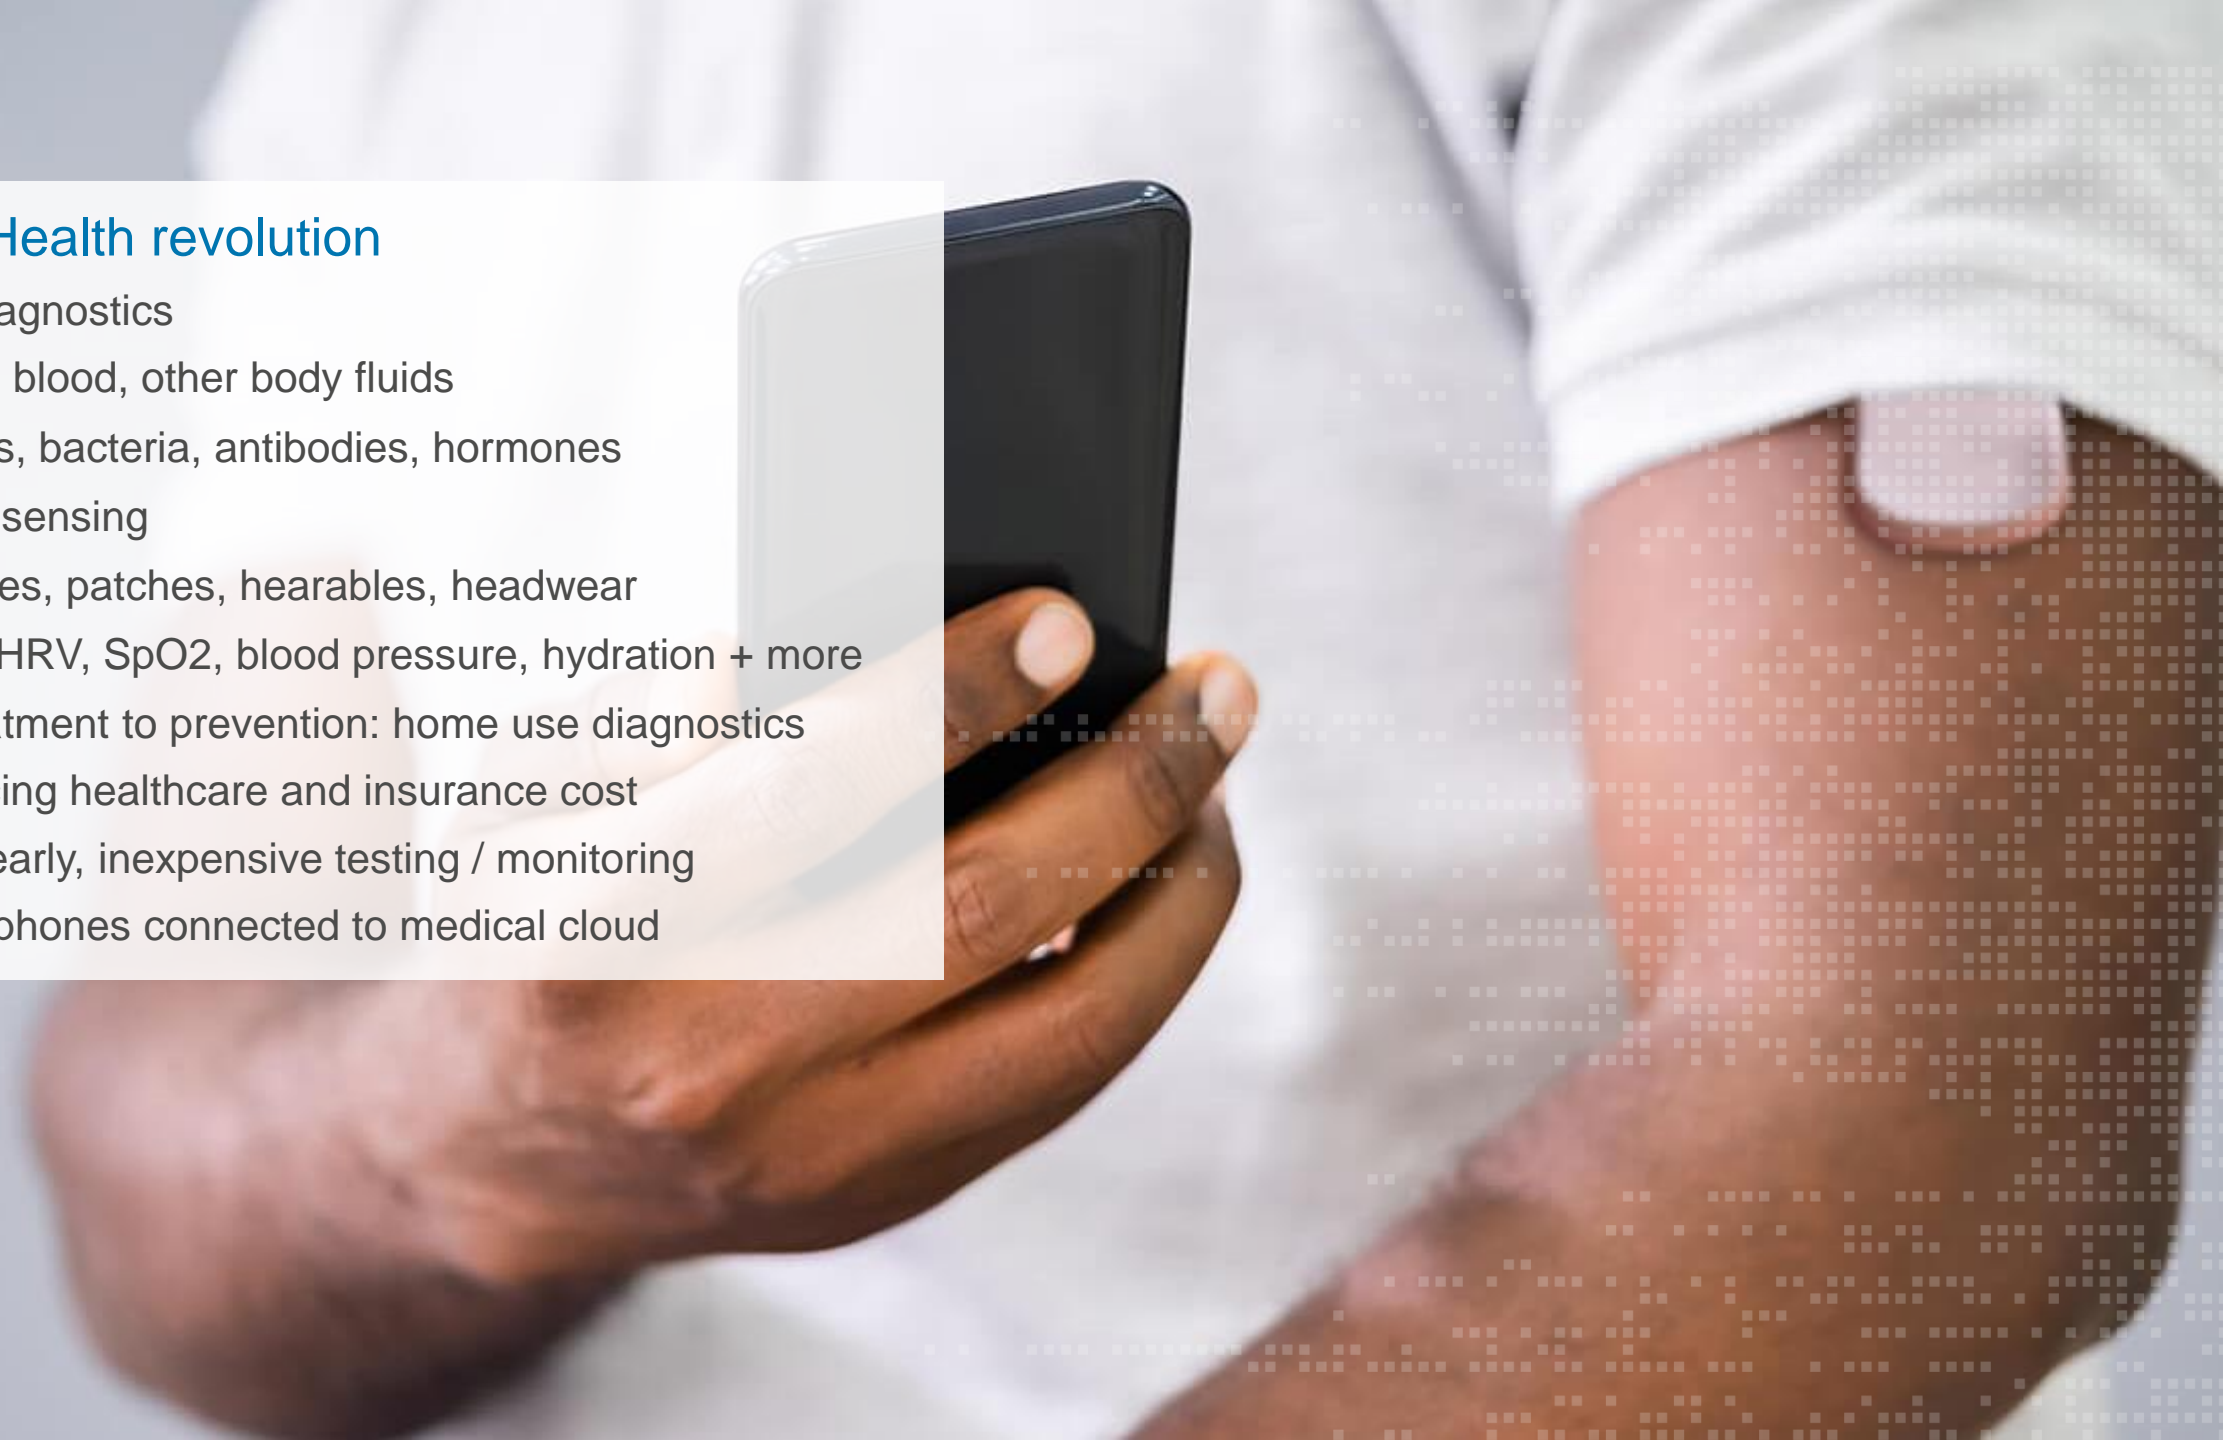 Health revolution
agnostics
blood, other body fluids
s, bacteria, antibodies, hormones
sensing
es, patches, hearables, headwear
HRV, SpO2, blood pressure, hydration + more
tment to prevention: home use diagnostics
ing healthcare and insurance cost
early, inexpensive testing / monitoring
phones connected to medical cloud